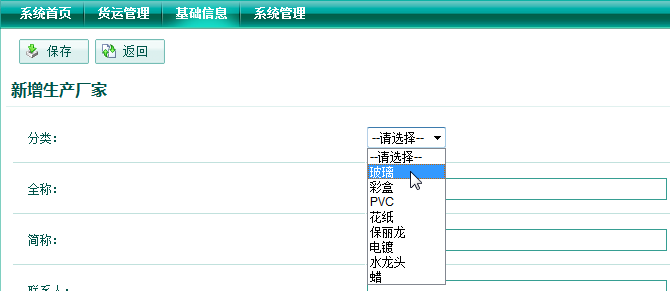 系统首页 货运管理 基础信息 系统管理
保存 返回
新增生产厂家
分类： --请选择--
--请选择--
玻璃
彩盒
全称：
PVC
花纸
保丽龙
简称：
电镀
水龙头
蜡
联系人：